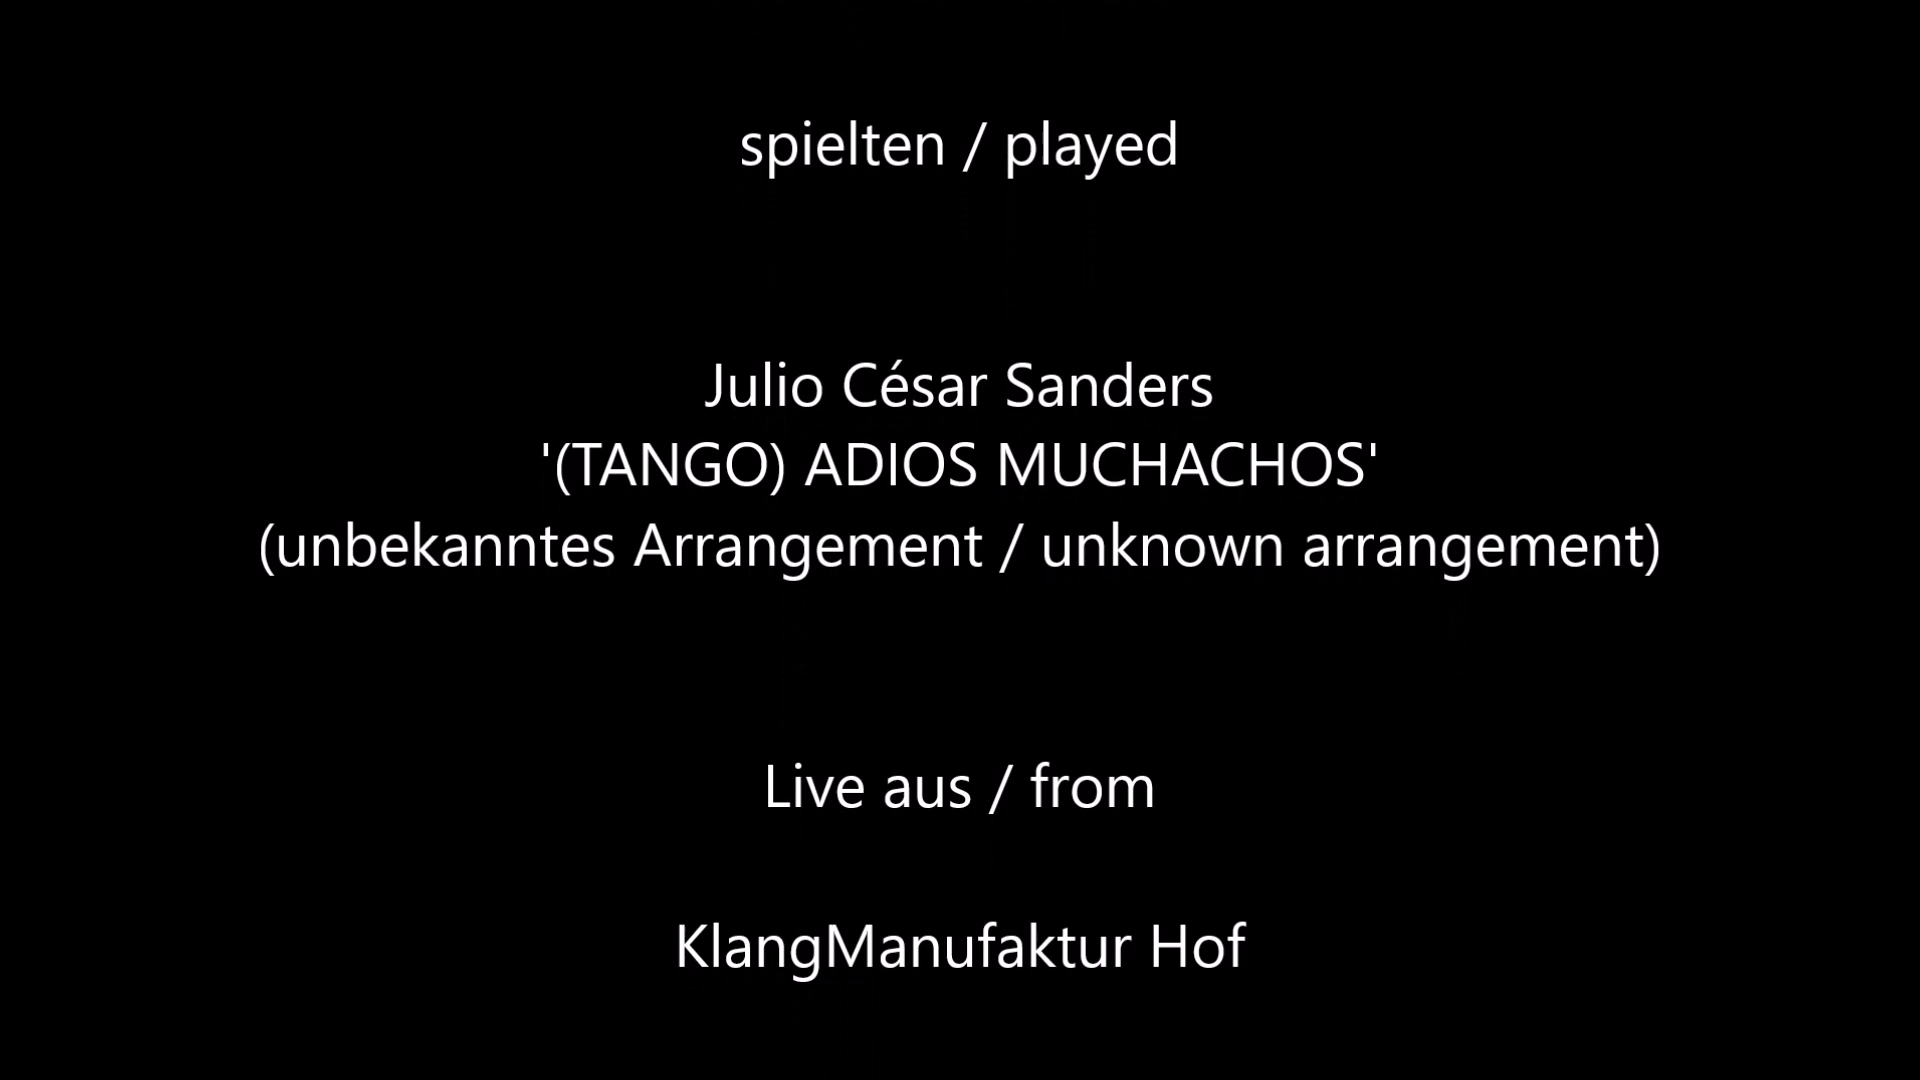 spielten / played
Julio César Sanders
'(TANGO) ADIOS MUCHACHOS'
(unbekanntes Arrangement / unknown arrangement)
Live aus / from
KlangManufaktur Hof